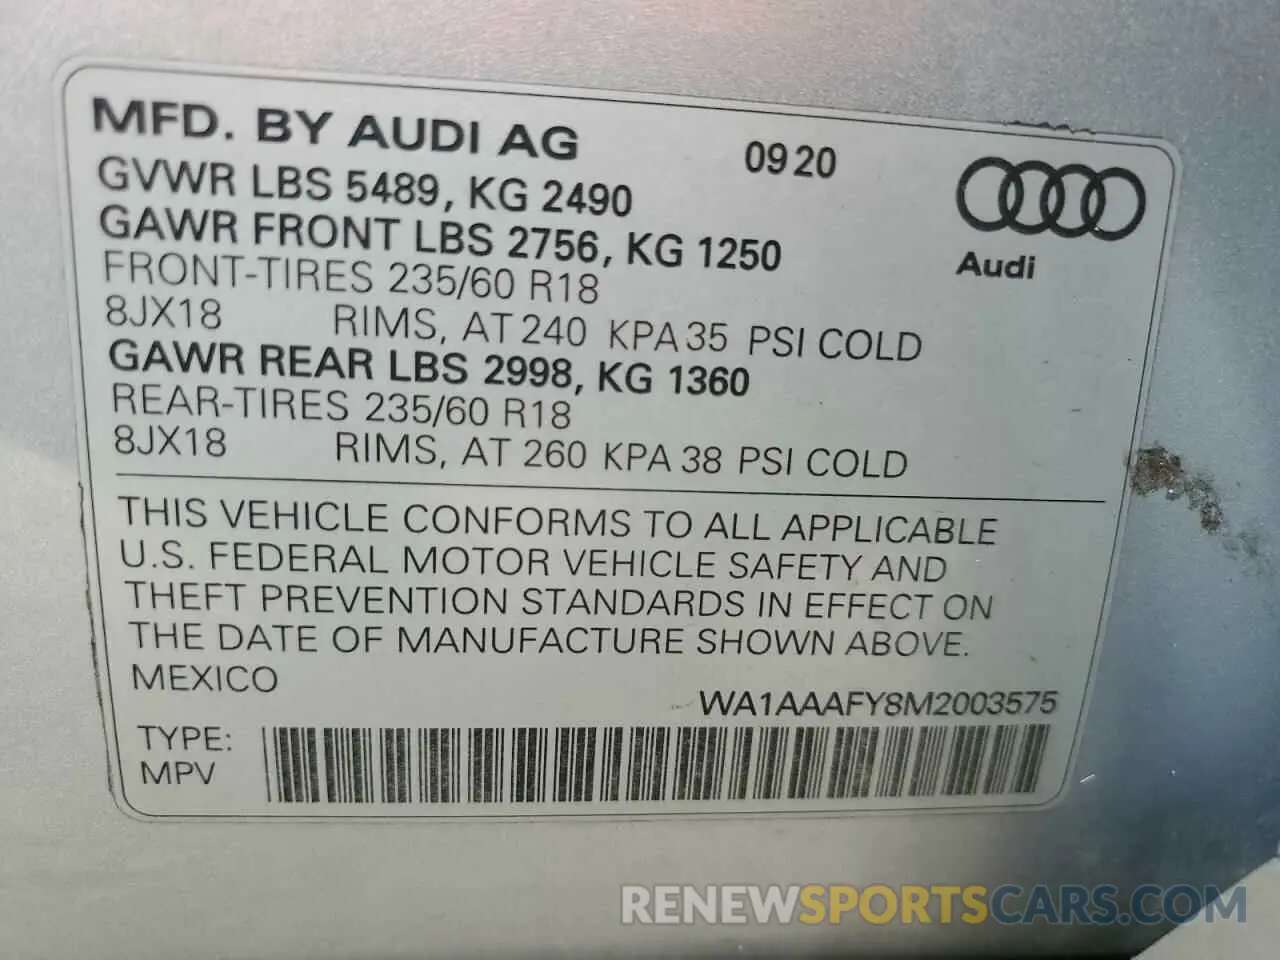 MFD. BY AUDI AG 09 20
GVWR LBS 5489, KG 2490
GAWR FRONT LBS 2756, KG 1250
Audi
FRONT-TIRES 235/60 R18
8JX18 RIMS, AT 240 KPA 35 PSI COLD
GAWR REAR LBS 2998, KG 1360
REAR-TIRES 235/60 R18
8JX18 RIMS, AT 260 KPA 38 PSI COLD
THIS VEHICLE CONFORMS TO ALL APPLICABLE
U.S. FEDERAL MOTOR VEHICLE SAFETY AND
THEFT PREVENTION STANDARDS IN EFFECT ON
THE DATE OF MANUFACTURE SHOWN ABOVE.
MEXICO
WA1AAAFY8M2003575
TYPE:
MPV
RENEWSPORTSCARS.COM